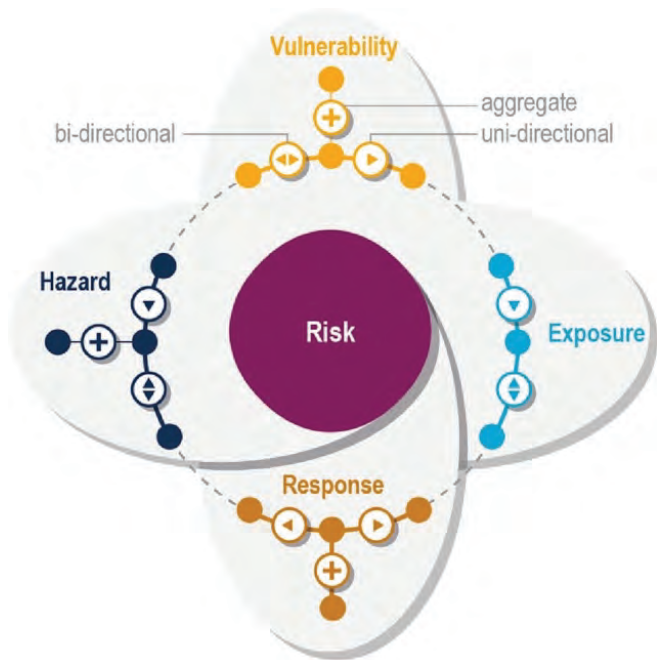 Vulnerability
aggregate
bi-directional
uni-directional
Hazard
Risk
Exposure
Response